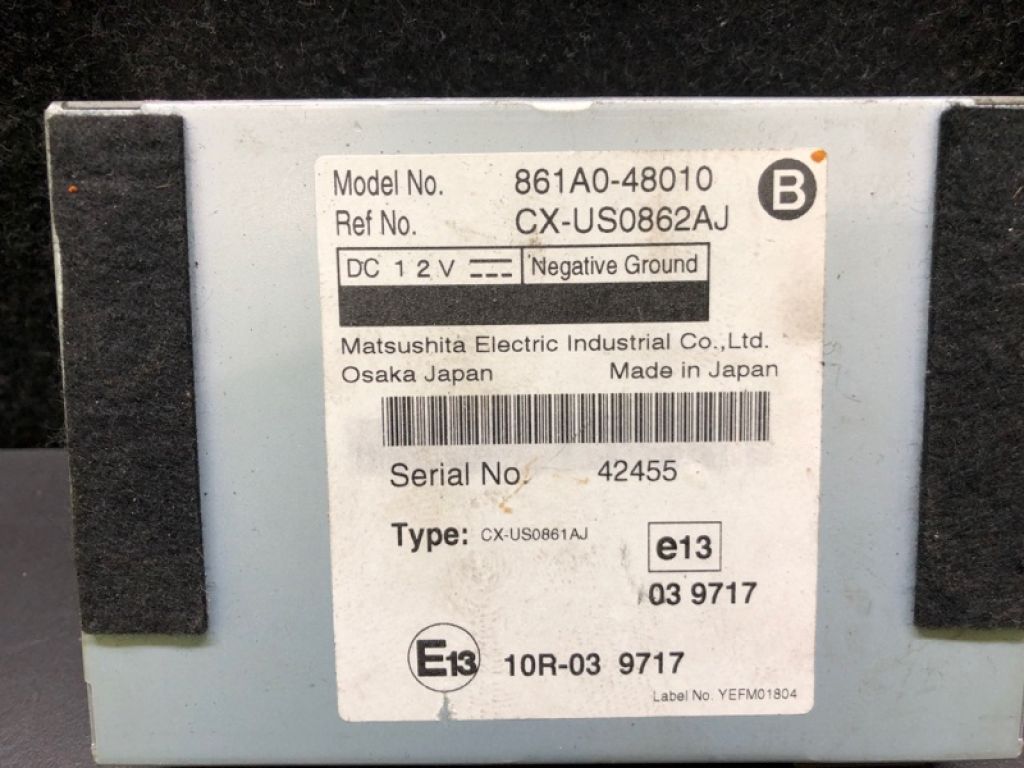 Model No. 861A0-48010
B
Ref No. CX-US0862AJ
DC 12V Negative Ground
Matsushita Electric Industrial Co.,Ltd.
Osaka Japan Made in Japan
Serial No. 42455
Type: CX-US0861AJ
e13
03 9717
E13 10R-03 9717
Label No. YEFM01804